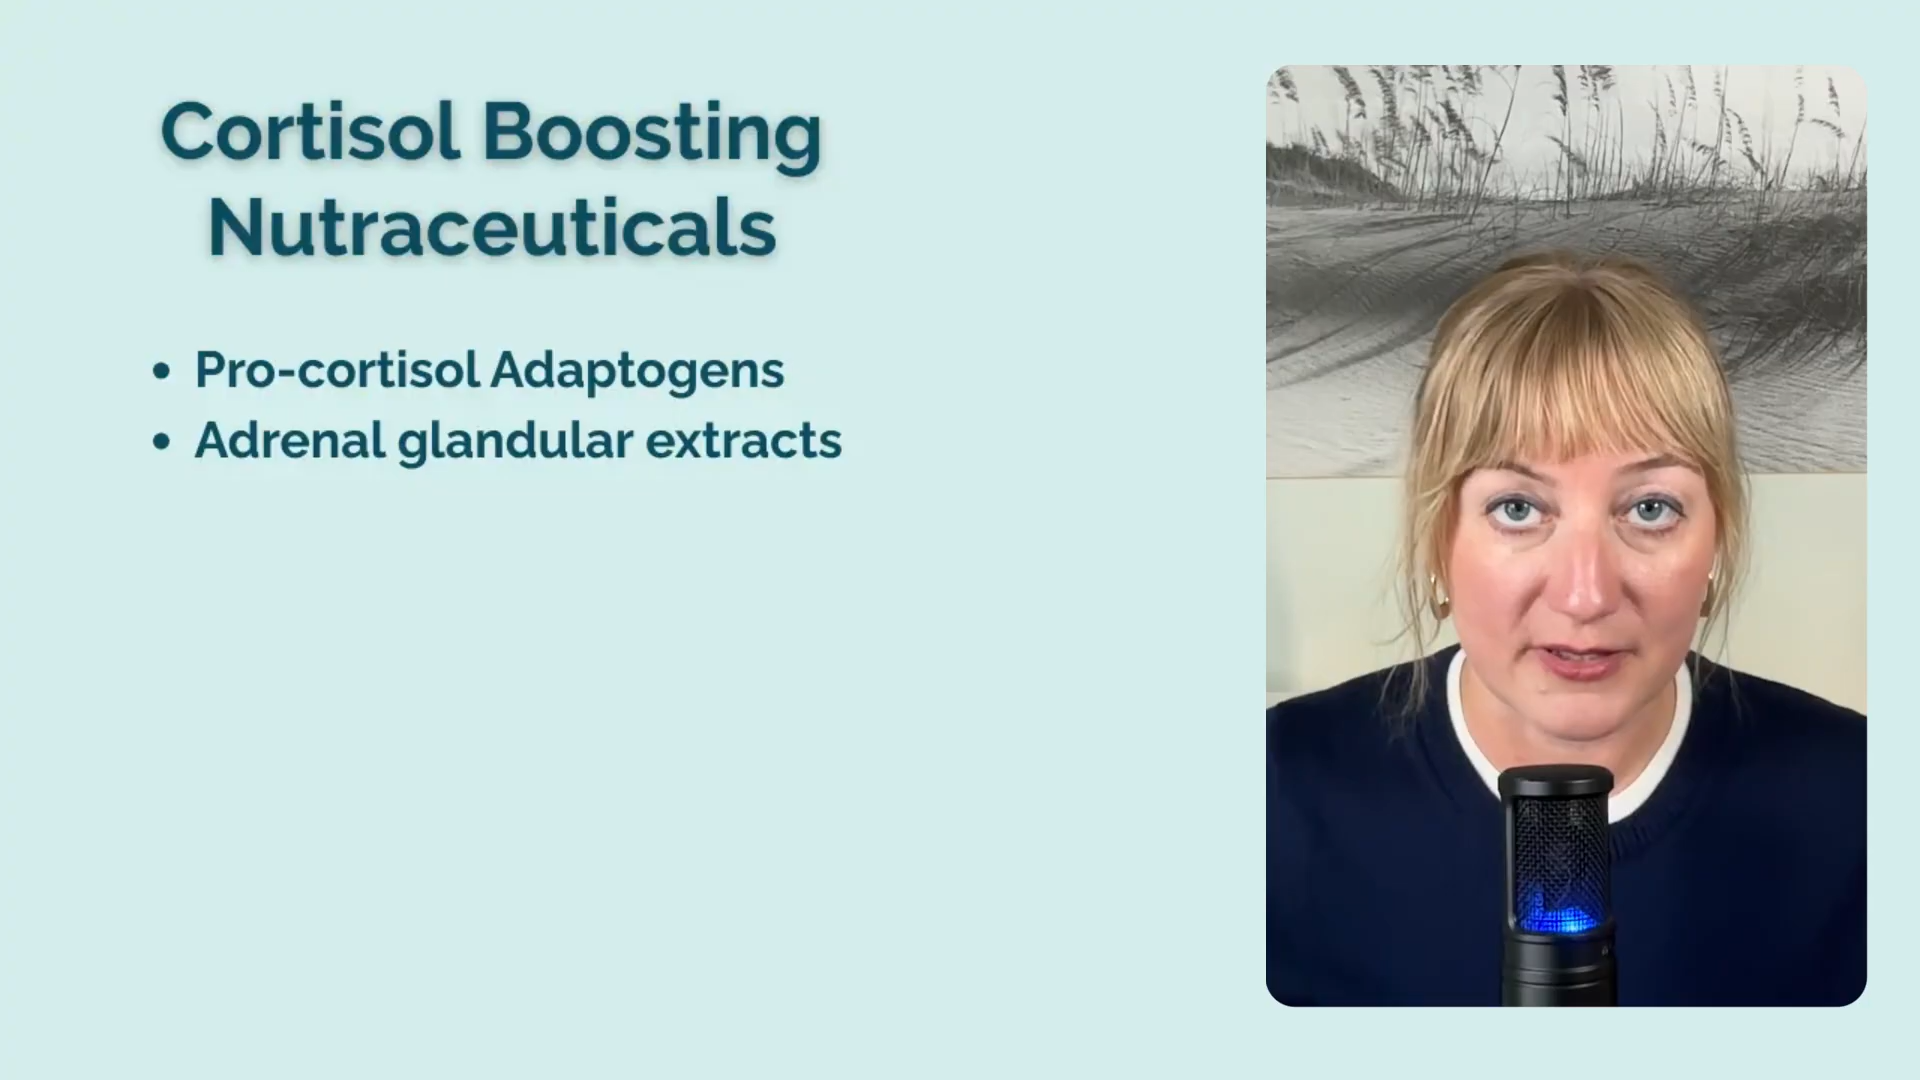 Cortisol Boosting
Nutraceuticals
• Pro-cortisol Adaptogens
• Adrenal glandular extracts